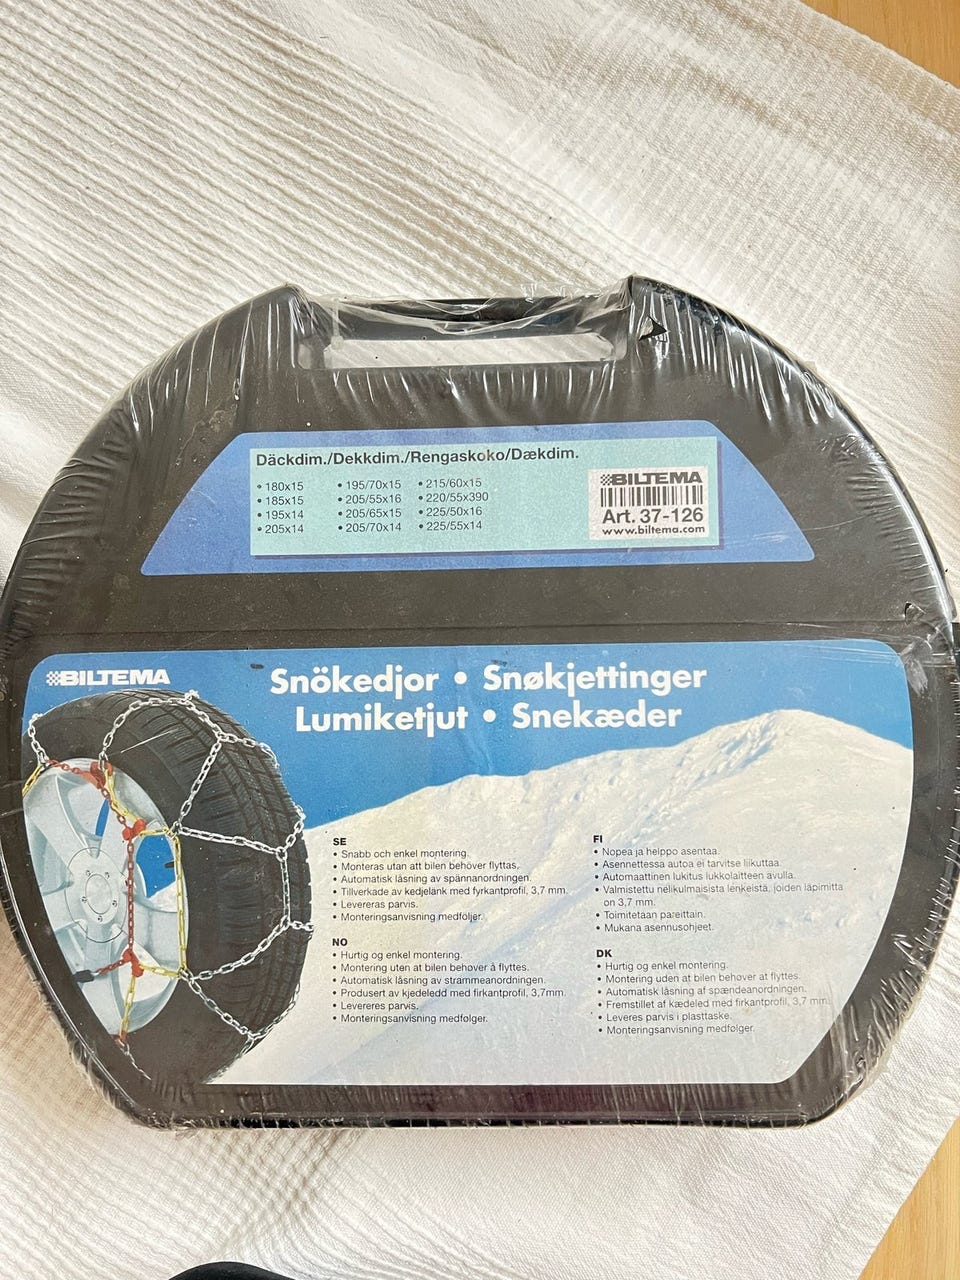 Däckdim./Dekkdim./Rengaskoko/Dækdim.
• 180x15
• 185x15
• 195x14
• 205x14
• 195/70x15
• 205/55x16
• 205/65x15
• 205/70x14
• 215/60x15
• 220/55x390
• 225/50x16
• 225/55x14
BILTEMA
Art. 37-126
www.biltema.com
BILTEMA
Snökedjor • Snøkjettinger
Lumiketjut • Snekæder
SE
• Snabb och enkel montering.
• Monteras utan att bilen behöver flyttas.
• Automatisk låsning av spännanordningen.
• Tillverkade av kedjelänk med fyrkantprofil, 3,7 mm.
• Levereras parvis.
• Monteringsanvisning medföljer.
NO
• Hurtig og enkel montering.
• Montering uten at bilen behøver å flyttes.
• Automatisk låsning av strammeanordningen.
• Produsert av kjedeledd med firkantprofil, 3,7mm.
• Levereres parvis.
• Monteringsanvisning medfølger.
FI
• Nopea ja helppo asentaa.
• Asennettessa autoa ei tarvitse liikuttaa.
• Automaattinen lukitus lukkolaitteen avulla.
• Valmistettu nelikulmaisista lenkeistä, joiden läpimitta
on 3,7 mm.
• Toimitetaan pareittain.
• Mukana asennusohjeet.
DK
• Hurtig og enkel montering.
• Montering uden at bilen behøver at flyttes.
• Automatisk låsning af spændeanordningen.
• Fremstillet af kædeled med firkantprofil, 3,7 mm.
• Leveres parvis i plasttaske.
• Monteringsanvisning medfølger.